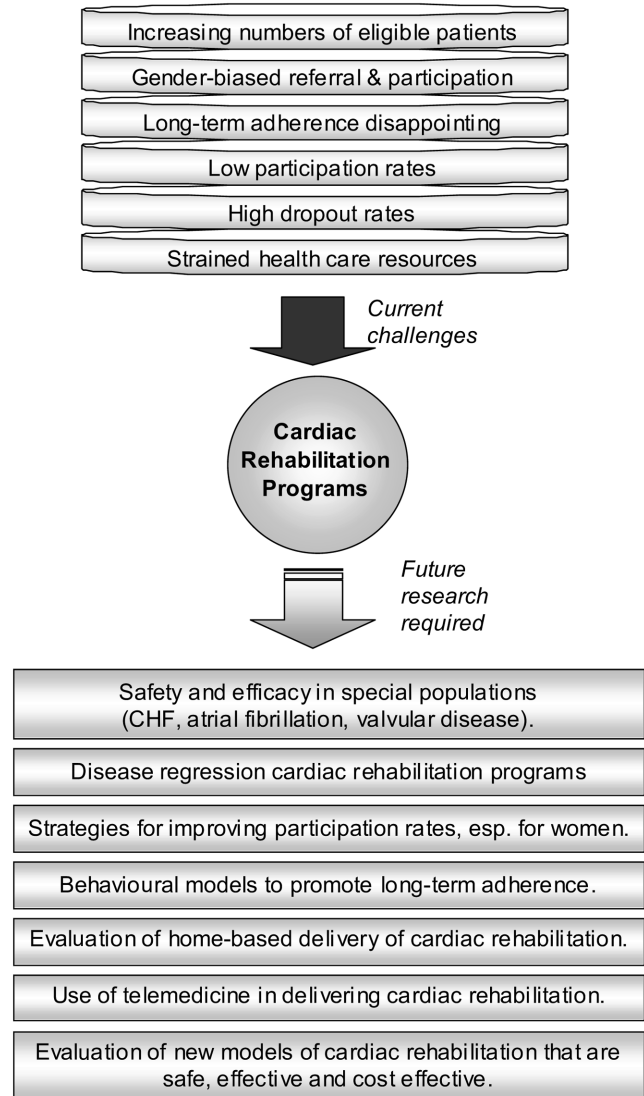 Increasing numbers of eligible patients
Gender-biased referral & participation
Long-term adherence disappointing
Low participation rates
High dropout rates
Strained health care resources
Current
challenges
Cardiac
Rehabilitation
Programs
Future
research
required
Safety and efficacy in special populations
(CHF, atrial fibrillation, valvular disease).
Disease regression cardiac rehabilitation programs
Strategies for improving participation rates, esp. for women.
Behavioural models to promote long-term adherence.
Evaluation of home-based delivery of cardiac rehabilitation.
Use of telemedicine in delivering cardiac rehabilitation.
Evaluation of new models of cardiac rehabilitation that are
safe, effective and cost effective.